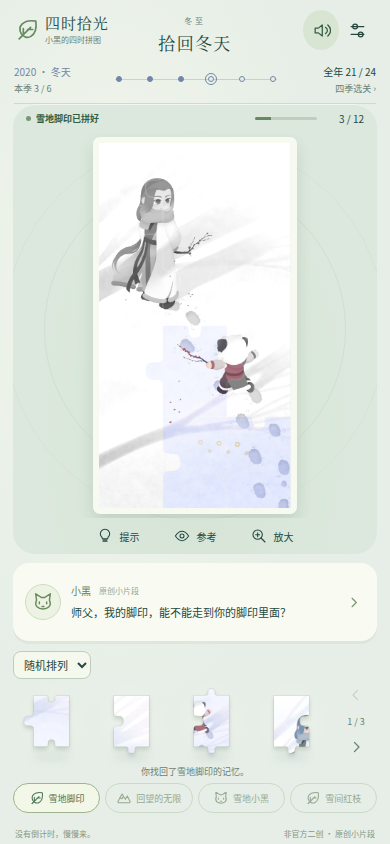 四时拾光
小黑的四时拼图
冬至
拾回冬天
2020 · 冬天
本季 3 / 6
全年 21 / 24
四季选关 ›
雪地脚印已拼好
3 / 12
提示
参考
放大
小黑 原创小片段
师父，我的脚印，能不能走到你的脚印里面？
随机排列
1 / 3
你找回了雪地脚印的记忆。
雪地脚印
回望的无限
雪地小黑
雪间红枝
没有倒计时，慢慢来。
非官方二创 · 原创小片段